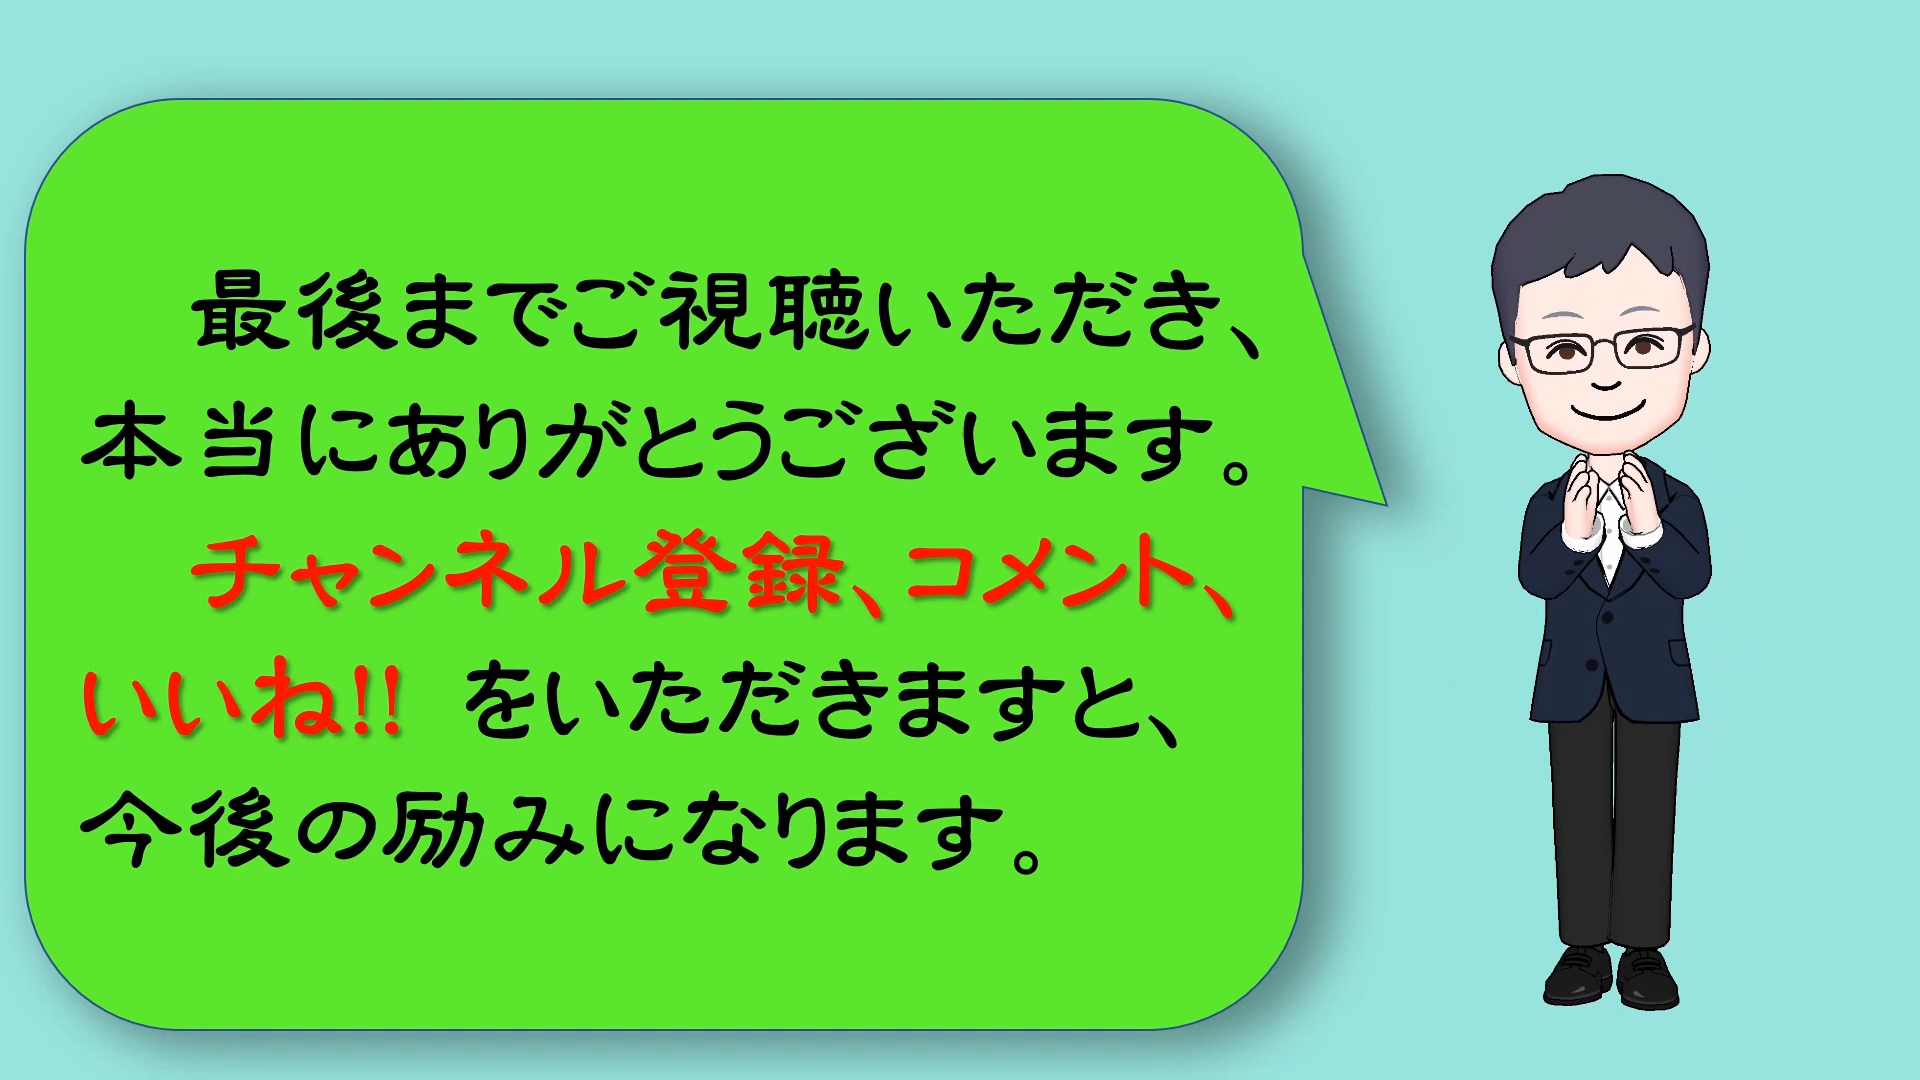 最後までご視聴いただき、
本当にありがとうございます。
チャンネル登録、コメント、
いいね!! をいただきますと、
今後の励みになります。